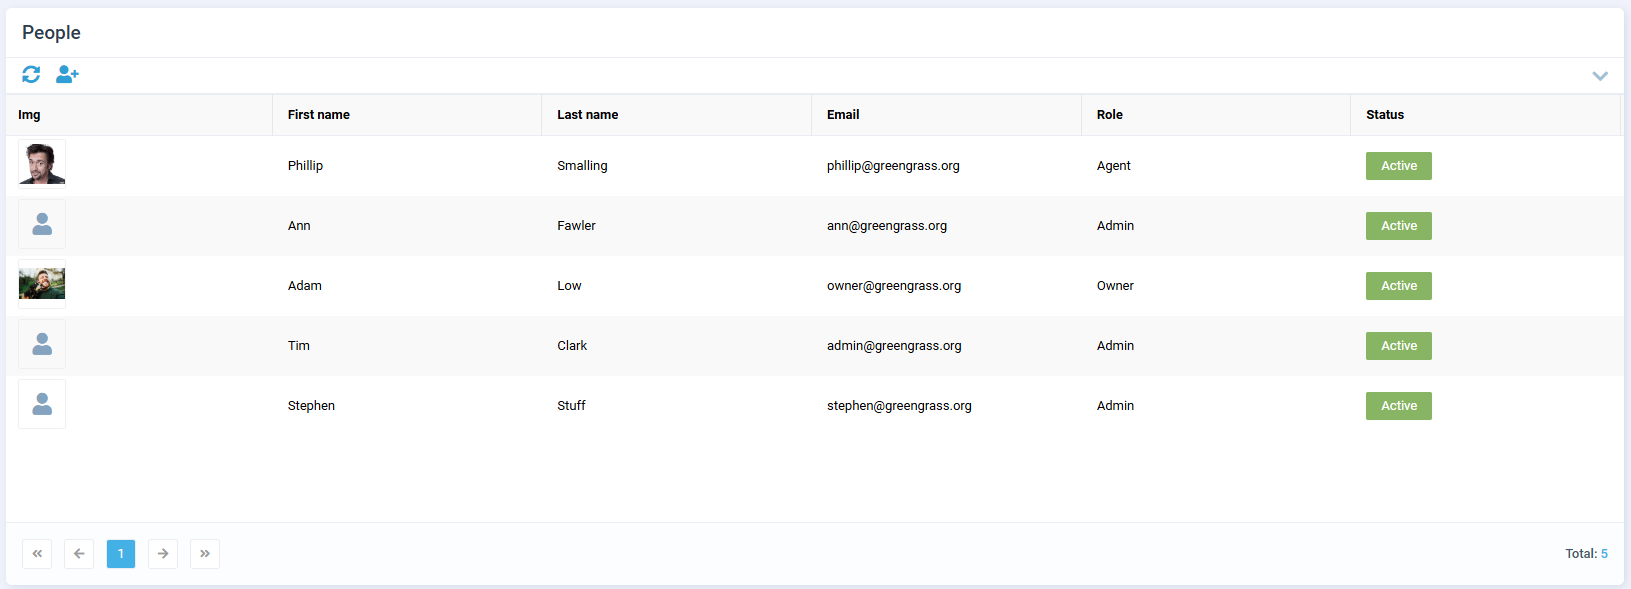 People
Img First name Last name Email Role Status
Phillip Smalling phillip@greengrass.org Agent Active
Ann Fawler ann@greengrass.org Admin Active
Adam Low owner@greengrass.org Owner Active
Tim Clark admin@greengrass.org Admin Active
Stephen Stuff stephen@greengrass.org Admin Active
« 1 » Total: 5